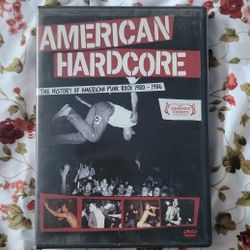 AMERICAN
HARDCORE
THE HISTORY OF AMERICAN PUNK ROCK 1980 - 1986
DVD